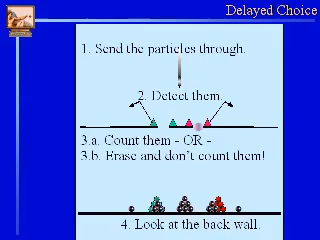 Delayed Choice
1. Send the particles through.
2. Detect them.
3.a. Count them - OR -
3.b. Erase and don't count them!
4. Look at the back wall.